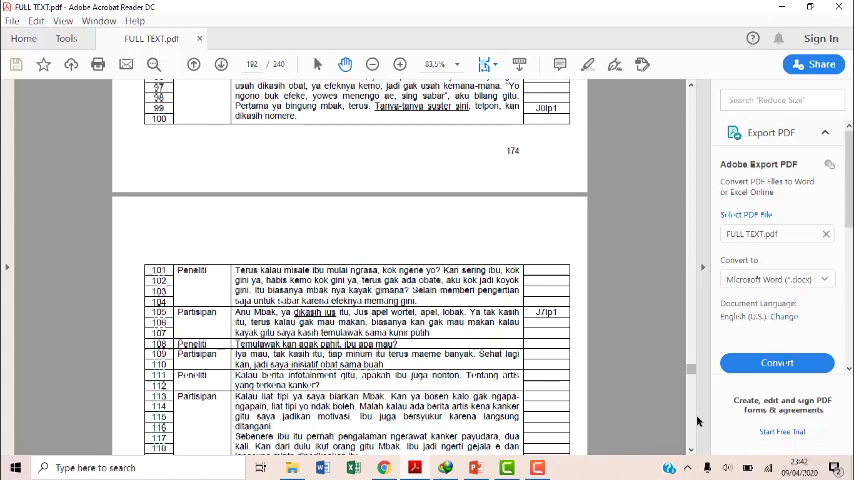 FULL TEXT.pdf - Adobe Acrobat Reader DC
File Edit View Window Help
Home Tools FULL TEXT.pdf × Sign In
192 / 240 83,5% Share
97 usah dikasih obat, ya efeknya kemo, jadi gak usah kemana-mana. "Yo
98 ngono buk efeke, yowes menengo ae, sing sabar", aku bilang gitu.
99 Pertama ya bingung mbak, terus. Tanya-tanya suster sini, telpon, kan J0lp1
100 dikasih nomere.
174
101 Peneliti Terus kalau misale ibu mulai ngrasa, kok ngene yo? Kan sering ibu, kok
102 gini ya, habis kemo kok gini ya, terus gak ada obate, aku kok jadi koyok
103 gini. Itu biasanya mbak nya kayak gimana? Selain memberi pengertian
104 saja untuk sabar karena efeknya memang gini.
105 Partisipan Anu Mbak, ya dikasih jus itu, Jus apel wortel, apel. Ya tak kasih J7lp1
106 itu, terus kalau gak mau makan, biasanya kan gak mau makan kalau
107 kayak gitu saya kasih temulawak sama kunir putih
108 Peneliti Temulawak kan agak pahit, ibu apa mau?
109 Partisipan Iya mau, tak kasih itu, tiap minum itu terus maeme banyak. Sehat lagi
110 kan, jadi saya inisiatif obat sama buah
111 Peneliti Kalau berita infotainment gitu, apakah ibu juga nonton. Tentang artis
112 yang terkena kanker?
113 Partisipan Kalau liat tipi ya saya biarkan Mbak. Kan ya bosen kalo gak ngapa-
114 ngapain, liat tipi yo ndak boleh. Malah kalau ada berita artis kena kanker
115 gitu saya jadikan motivasi. Ibu juga bersyukur karena langsung
116 ditangani.
117 Sebenere ibu itu pernah pengalaman ngerawat kanker payudara, dua
118 kali. Kan dari dulu ikut orang gitu Mbak. Ibu jadi ngerti gejala e dan
Search 'Reduce Size'
Export PDF
Adobe Export PDF
Convert PDF Files to Word
or Excel Online
Select PDF File
FULL TEXT.pdf ×
Convert to
Microsoft Word (*.docx)
Document Language:
English (U.S.) Change
Convert
Create, edit and sign PDF
forms & agreements
Start Free Trial
Type here to search
23:42
09/04/2020
2